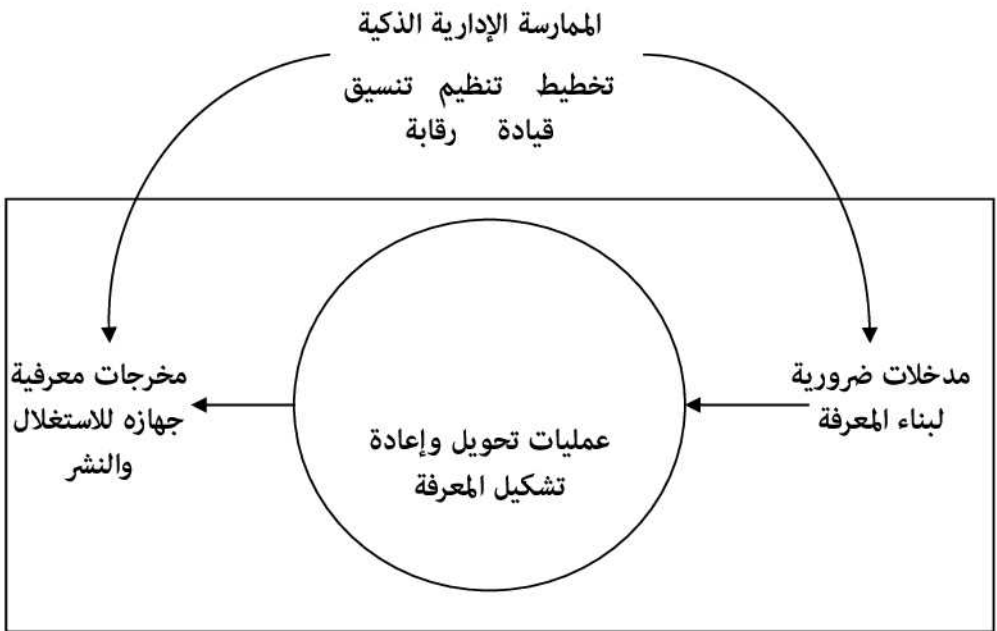 الممارسة الإدارية الذكية
تخطيط تنظيم تنسيق
قيادة رقابة
مدخلات ضرورية
لبناء المعرفة
عمليات تحويل وإعادة
تشكيل المعرفة
مخرجات معرفية
جهازه للاستغلال
والنشر